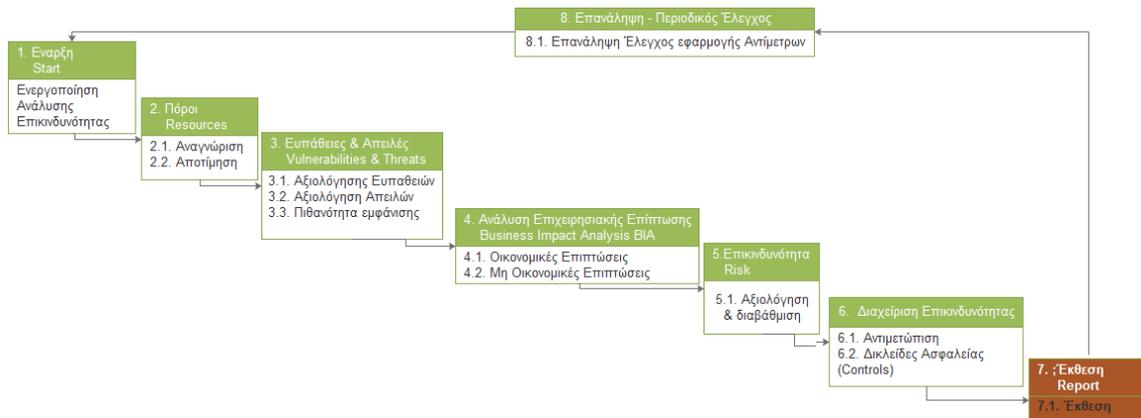 8. Επανάληψη - Περιοδικός Έλεγχος
8.1. Επανάληψη Έλεγχος εφαρμογής Αντίμετρων
1. Εναρξη
Start
Ενεργοποίηση
Ανάλυσης
Επικινδυνότητας
2. Πόροι
Resources
2.1. Αναγνώριση
2.2. Αποτίμηση
3. Ευπάθειες & Απειλές
Vulnerabilities & Threats
3.1. Αξιολόγησης Ευπαθειών
3.2. Αξιολόγηση Απειλών
3.3. Πιθανότητα εμφάνισης
4. Ανάλυση Επιχειρησιακής Επίπτωσης
Business Impact Analysis BIA
4.1. Οικονομικές Επιπτώσεις
4.2. Μη Οικονομικές Επιπτώσεις
5.Επικινδυνότητα
Risk
5.1. Αξιολόγηση
& διαβάθμιση
6. Διαχείριση Επικινδυνότητας
6.1. Αντιμετώπιση
6.2. Δικλείδες Ασφαλείας
(Controls)
7. ;Έκθεση
Report
7.1. Έκθεση